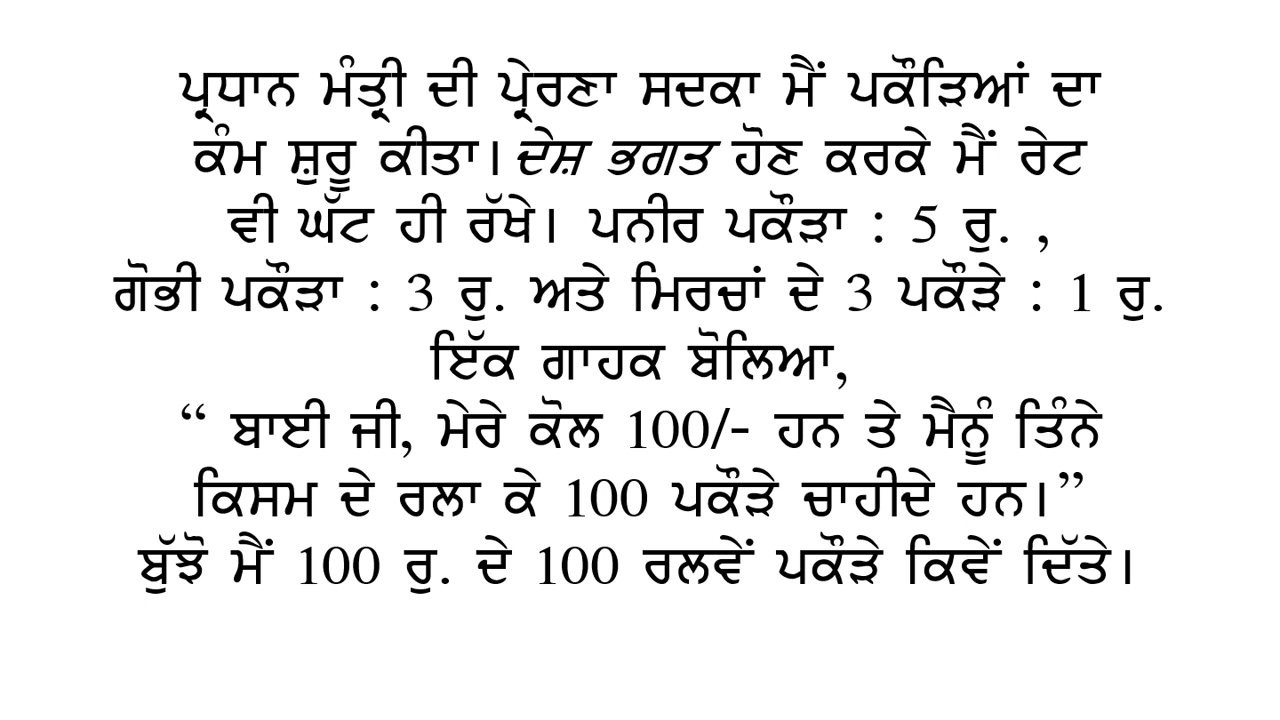 ਪ੍ਰਧਾਨ ਮੰਤ੍ਰੀ ਦੀ ਪ੍ਰੇਰਣਾ ਸਦਕਾ ਮੈਂ ਪਕੌੜਿਆਂ ਦਾ
ਕੰਮ ਸ਼ੁਰੂ ਕੀਤਾ। ਦੇਸ਼ ਭਗਤ ਹੋਣ ਕਰਕੇ ਮੈਂ ਰੇਟ
ਵੀ ਘੱਟ ਹੀ ਰੱਖੇ। ਪਨੀਰ ਪਕੌੜਾ : 5 ਰੁ. ,
ਗੋਭੀ ਪਕੌੜਾ : 3 ਰੁ. ਅਤੇ ਮਿਰਚਾਂ ਦੇ 3 ਪਕੌੜੇ : 1 ਰੁ.
ਇੱਕ ਗਾਹਕ ਬੋਲਿਆ,
“ ਬਾਈ ਜੀ, ਮੇਰੇ ਕੋਲ 100/- ਹਨ ਤੇ ਮੈਨੂੰ ਤਿੰਨੇ
ਕਿਸਮ ਦੇ ਰਲਾ ਕੇ 100 ਪਕੌੜੇ ਚਾਹੀਦੇ ਹਨ।”
ਬੁੱਝੋ ਮੈਂ 100 ਰੁ. ਦੇ 100 ਰਲਵੇਂ ਪਕੌੜੇ ਕਿਵੇਂ ਦਿੱਤੇ।